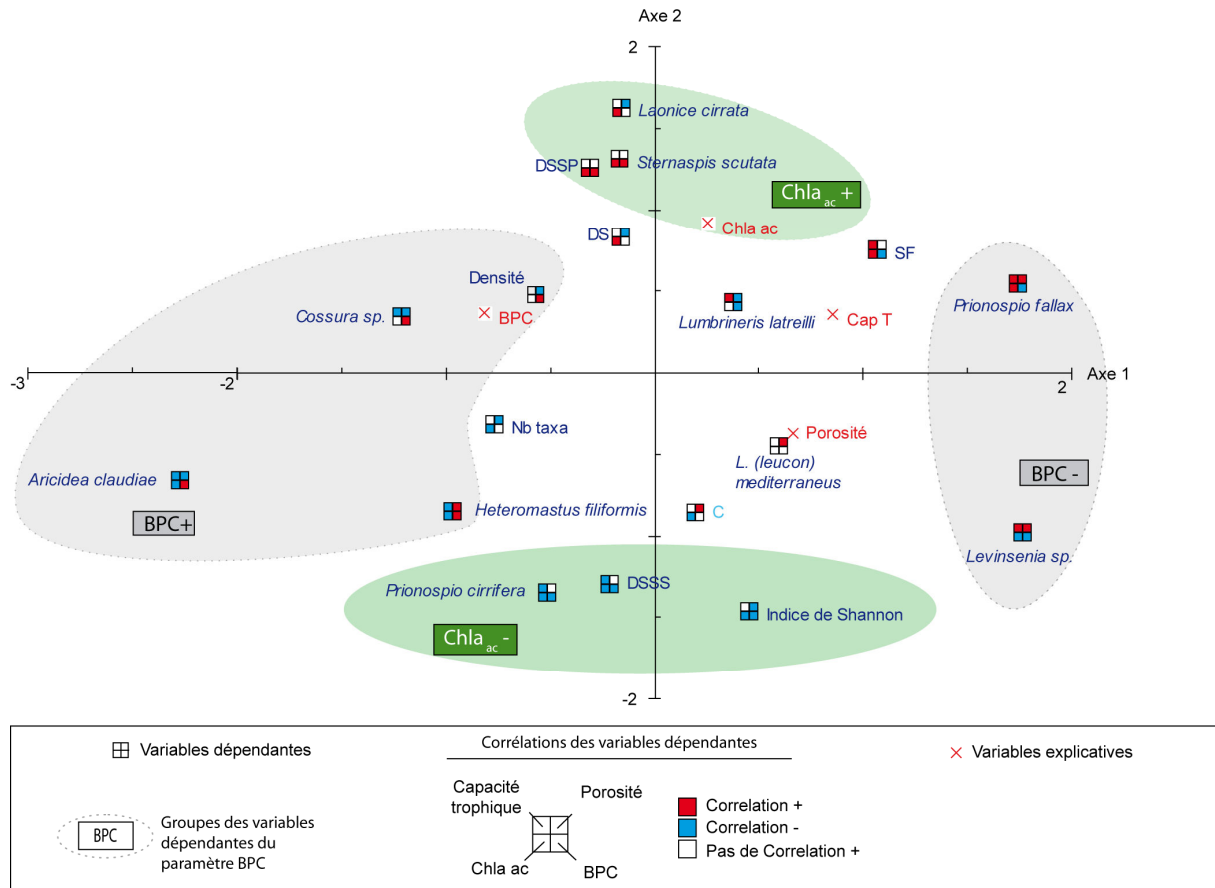 Axe 2
2
Laonice cirrata
DSSP
Sternaspis scutata
Chla ac +
Chla ac
DS
SF
Densité
Prionospio fallax
Cossura sp.
BPC
Lumbrineris latreilli
Cap T
-3
-2
2
Axe 1
Nb taxa
Porosité
L. (leucon)
mediterraneus
Aricidea claudiae
BPC -
BPC+
Heteromastus filiformis
C
Levinsenia sp.
Prionospio cirrifera
DSSS
Indice de Shannon
Chla ac -
-2
Variables dépendantes
Corrélations des variables dépendantes
Variables explicatives
Capacité
trophique
Porosité
Chla ac
BPC
Correlation +
Correlation -
Pas de Correlation +
BPC
Groupes des variables
dépendantes du
paramètre BPC